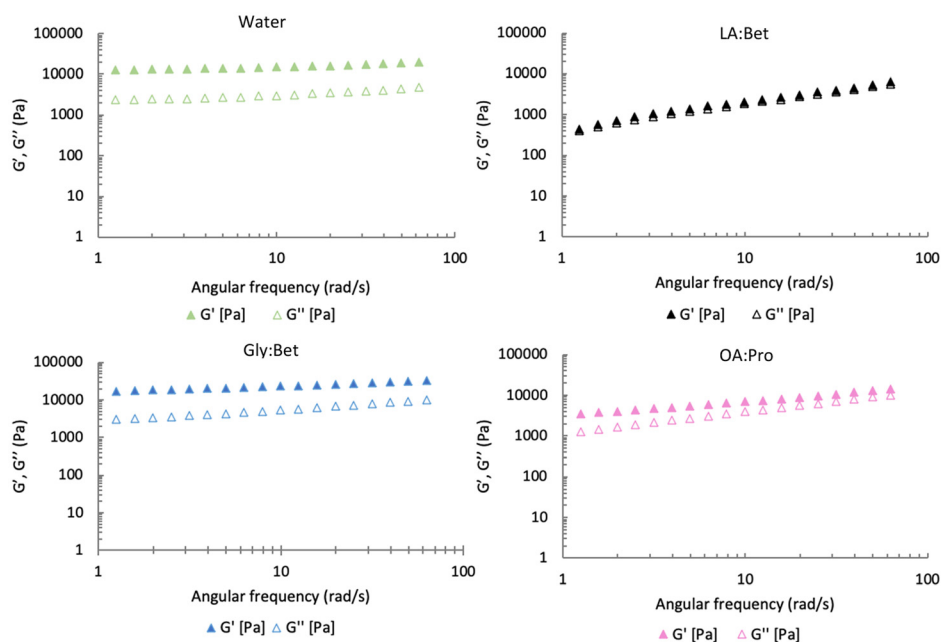 Water
100000
10000
1000
100
10
1
G', G'' (Pa)
1 10 100
Angular frequency (rad/s)
G' [Pa] G'' [Pa]
LA:Bet
100000
10000
1000
100
10
1
G', G'' (Pa)
1 10 100
Angular frequency (rad/s)
G' [Pa] G'' [Pa]
Gly:Bet
100000
10000
1000
100
10
1
G', G'' (Pa)
1 10 100
Angular frequency (rad/s)
G' [Pa] G'' [Pa]
OA:Pro
100000
10000
1000
100
10
1
G', G'' (Pa)
1 10 100
Angular frequency (rad/s)
G' [Pa] G'' [Pa]